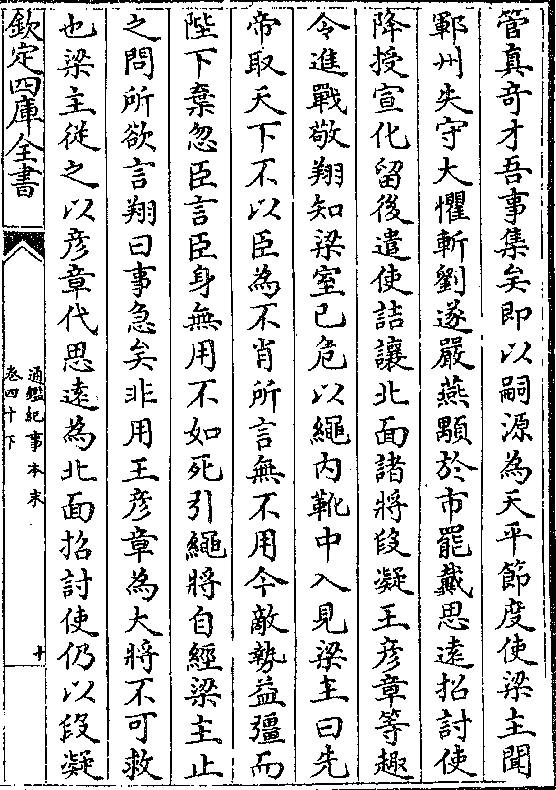 管真奇才吾事集矣即以嗣源為天平節度使梁主聞
鄆州失守大懼斬劉遂嚴燕顒於市罷戴思遠招討使
降授宣化留後遣使詰讓北面諸將段凝王彥章等趣
令進戰敬翔知梁室已危以繩内靴中入見梁主曰先
帝取天下不以臣為不肖所言無不用今敵勢益彊而
陛下棄忽臣言臣身無用不如死引繩將自經梁主止
之問所欲言翔曰事急矣非用王彥章為大將不可救
也梁主從之以彥章代思遠為北面招討使仍以段凝
欽定四庫全書
通鑑紀事本末
卷四十下
十